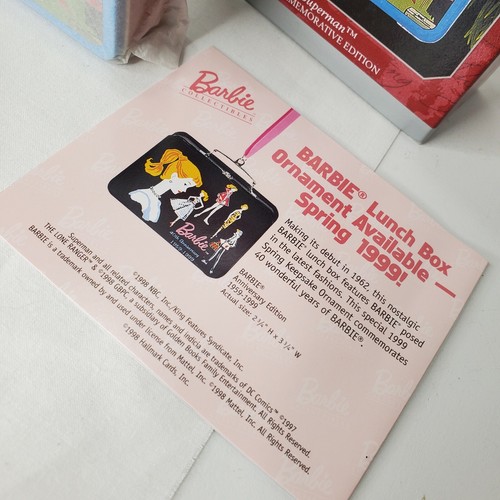 Superman™
MEMORATIVE EDITION
Barbie
COLLECTIBLES
BARBIE® Lunch Box
Ornament Available —
Spring 1999!
Making its debut in 1962, this nostalgic
BARBIE® lunch box features BARBIE® posed
in the latest fashions. This special 1999
Spring Keepsake Ornament commemorates
40 wonderful years of BARBIE®.
Barbie
BARBIE®
Anniversary Edition
1959-1999
Actual size: 2 3/4" H x 3 1/4" W
©1998 NBC, Inc./King Features Syndicate, Inc.
Superman and all related characters, names and indicia are trademarks of DC Comics™ ©1997
THE LONE RANGER™ & ©1998 GBPC, a subsidiary of Golden Books Family Entertainment. All Rights Reserved.
BARBIE is a trademark owned by and used under license from Mattel, Inc. ©1998 Mattel, Inc. All Rights Reserved.
©1998 Hallmark Cards, Inc.